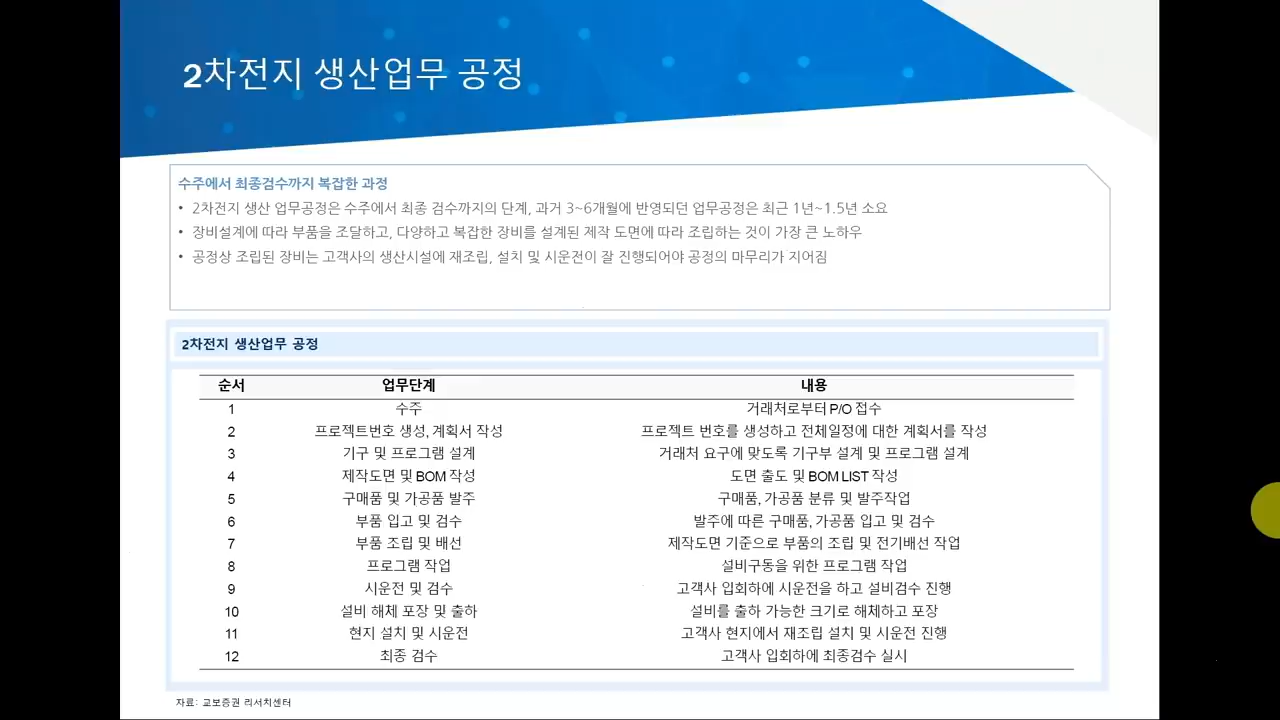 2차전지 생산업무 공정
수주에서 최종검수까지 복잡한 과정
• 2차전지 생산 업무공정은 수주에서 최종 검수까지의 단계, 과거 3~6개월에 반영되던 업무공정은 최근 1년~1.5년 소요
• 장비설계에 따라 부품을 조달하고, 다양하고 복잡한 장비를 설계된 제작 도면에 따라 조립하는 것이 가장 큰 노하우
• 공정상 조립된 장비는 고객사의 생산시설에 재조립, 설치 및 시운전이 잘 진행되어야 공정의 마무리가 지어짐
2차전지 생산업무 공정
순서 업무단계 내용
1 수주 거래처로부터 P/O 접수
2 프로젝트번호 생성, 계획서 작성 프로젝트 번호를 생성하고 전체일정에 대한 계획서를 작성
3 기구 및 프로그램 설계 거래처 요구에 맞도록 기구부 설계 및 프로그램 설계
4 제작도면 및 BOM 작성 도면 출도 및 BOM LIST 작성
5 구매품 및 가공품 발주 구매품, 가공품 분류 및 발주작업
6 부품 입고 및 검수 발주에 따른 구매품, 가공품 입고 및 검수
7 부품 조립 및 배선 제작도면 기준으로 부품의 조립 및 전기배선 작업
8 프로그램 작업 설비구동을 위한 프로그램 작업
9 시운전 및 검수 고객사 입회하에 시운전을 하고 설비검수 진행
10 설비 해체 포장 및 출하 설비를 출하 가능한 크기로 해체하고 포장
11 현지 설치 및 시운전 고객사 현지에서 재조립 설치 및 시운전 진행
12 최종 검수 고객사 입회하에 최종검수 실시
자료: 교보증권 리서치센터